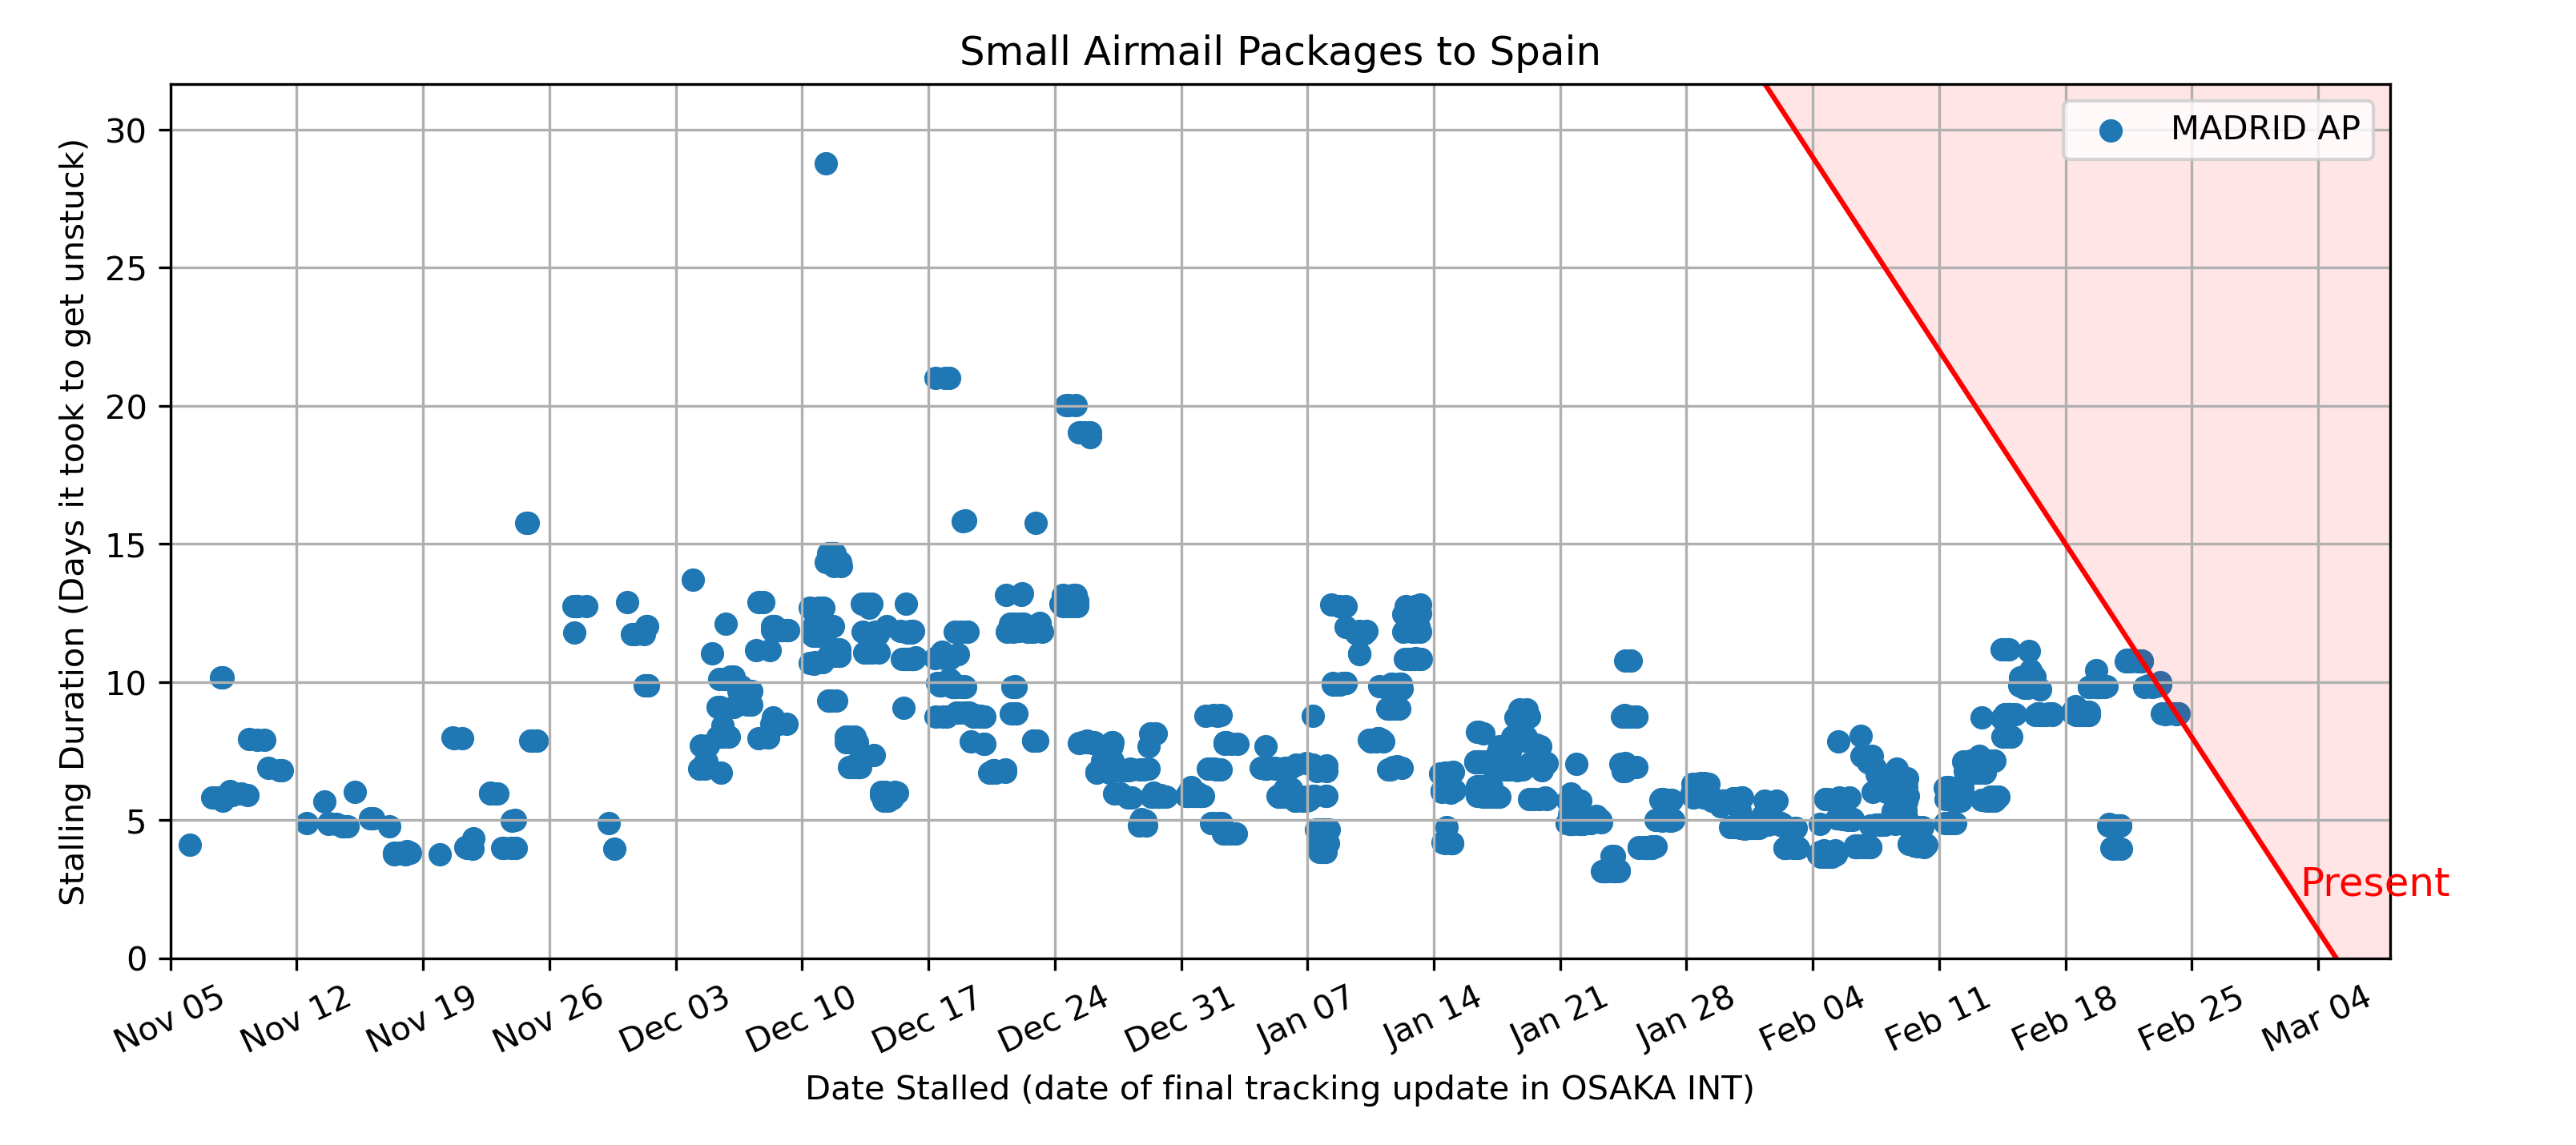 Small Airmail Packages to Spain
MADRID AP
Stalling Duration (Days it took to get unstuck)
30
25
20
15
10
5
0
Present
Nov 05
Nov 12
Nov 19
Nov 26
Dec 03
Dec 10
Dec 17
Dec 24
Dec 31
Jan 07
Jan 14
Jan 21
Jan 28
Feb 04
Feb 11
Feb 18
Feb 25
Mar 04
Date Stalled (date of final tracking update in OSAKA INT)